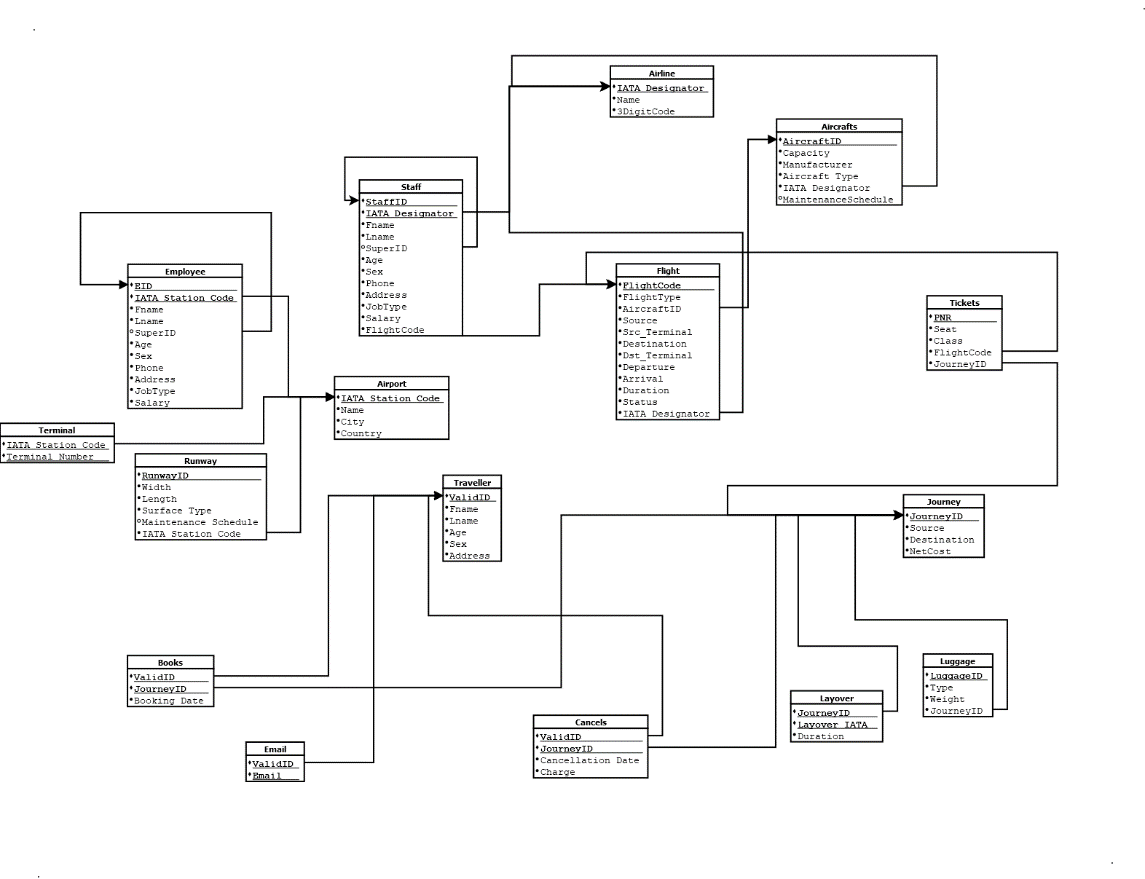 Airline
IATA Designator
Name
3DigitCode
Aircrafts
AircraftID
Capacity
Manufacturer
Aircraft Type
IATA Designator
MaintenanceSchedule
Staff
StaffID
IATA Designator
Fname
Lname
SuperID
Age
Sex
Phone
Address
JobType
Salary
FlightCode
Employee
EID
IATA Station Code
Fname
Lname
SuperID
Age
Sex
Phone
Address
JobType
Salary
Flight
FlightCode
FlightType
AircraftID
Source
Src_Terminal
Destination
Dst_Terminal
Departure
Arrival
Duration
Status
IATA Designator
Tickets
PNR
Seat
Class
FlightCode
JourneyID
Airport
IATA Station Code
Name
City
Country
Terminal
IATA Station Code
Terminal Number
Runway
RunwayID
Width
Length
Surface Type
Maintenance Schedule
IATA Station Code
Traveller
ValidID
Fname
Lname
Age
Sex
Address
Journey
JourneyID
Source
Destination
NetCost
Books
ValidID
JourneyID
Booking Date
Luggage
LuggageID
Type
Weight
JourneyID
Layover
JourneyID
Layover IATA
Duration
Cancels
ValidID
JourneyID
Cancellation Date
Charge
Email
ValidID
Email